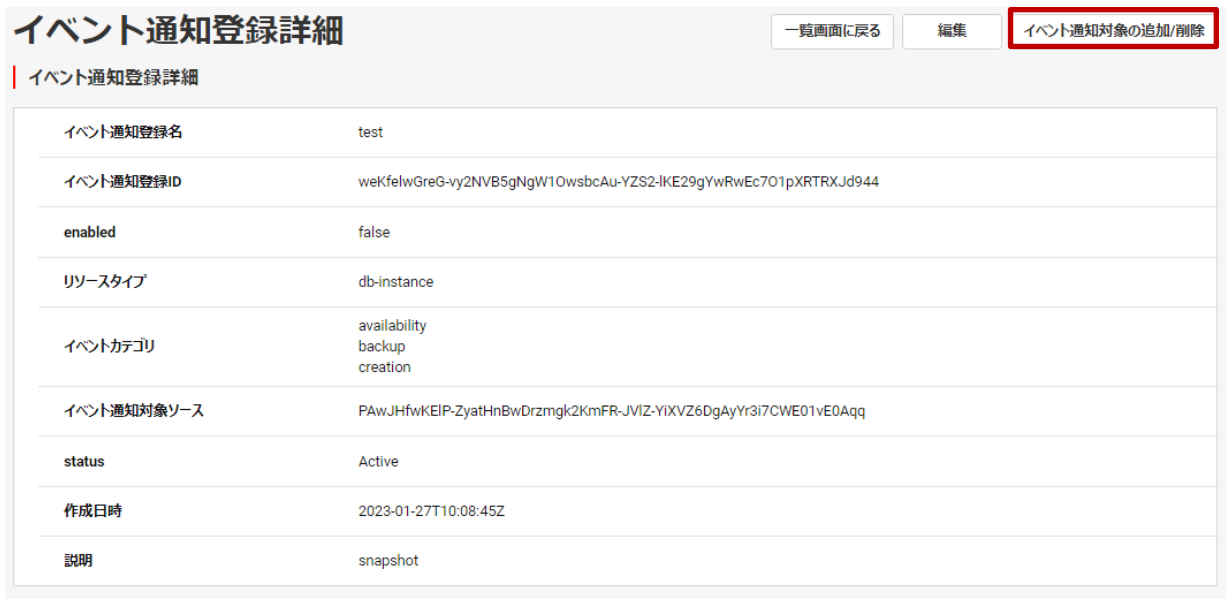 イベント通知登録詳細
一覧画面に戻る 編集 イベント通知対象の追加/削除
イベント通知登録詳細
イベント通知登録名 test
イベント通知登録ID weKfelwGreG-vy2NVB5gNgW1OwsbcAu-YZS2-lKE29gYwRwEc7O1pXRTRXJd944
enabled false
リソースタイプ db-instance
イベントカテゴリ availability
backup
creation
イベント通知対象ソース PAwJHfwKElP-ZyatHnBwDrzmgk2KmFR-JVlZ-YiXVZ6DgAyYr3i7CWE01vE0Aqq
status Active
作成日時 2023-01-27T10:08:45Z
説明 snapshot